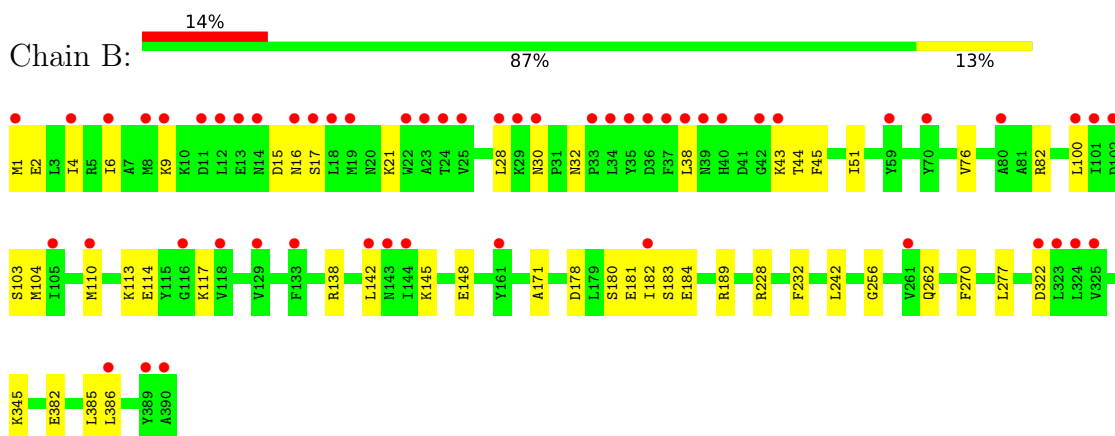 14%
Chain B:
87% 13%
M1 E2 L3 I4 R5 I6 A7 M8 K9 K10 D11 L12 E13 N14 D15 N16 S17 L18 M19 N20 K21 W22 A23 T24 V25 L28 K29 N30 P31 N32 P33 L34 Y35 D36 F37 L38 N39 H40 D41 G42 K43 T44 F45 I51 Y59 Y70 V76 A80 A81 R82 L100 I101 D102
S103 M104 I105 M110 K113 E114 Y115 G116 K117 V118 V129 F133 R138 L142 N143 I144 K145 E148 Y161 A171 D178 L179 S180 E181 I182 S183 E184 R189 R228 F232 L242 G256 V261 Q262 F270 L277 D322 L323 L324 V325
K345 E382 L385 L386 Y389 A390